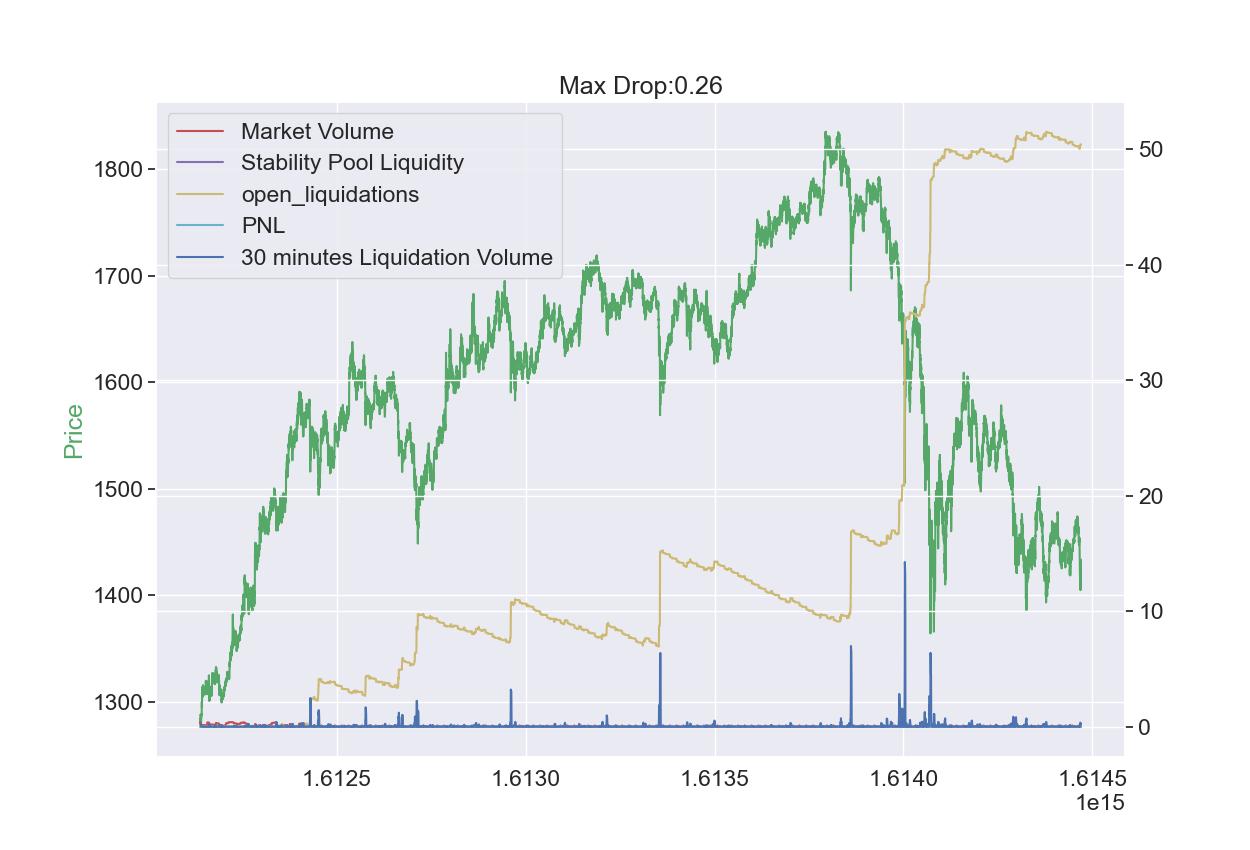 Max Drop:0.26
Market Volume
Stability Pool Liquidity
open_liquidations
PNL
30 minutes Liquidation Volume
Price
1800
1700
1600
1500
1400
1300
50
40
30
20
10
0
1.6125
1.6130
1.6135
1.6140
1.6145
1e15